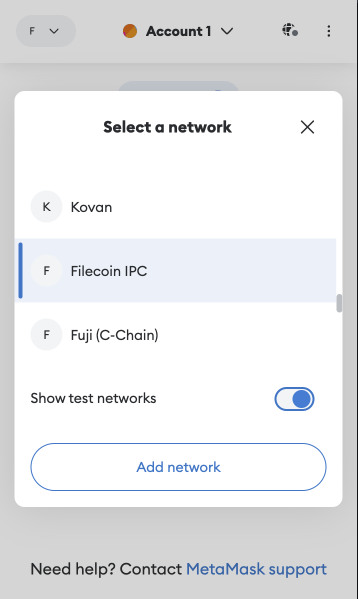 F
Account 1
Select a network
K
Kovan
F
Filecoin IPC
F
Fuji (C-Chain)
Show test networks
Add network
Need help? Contact MetaMask support